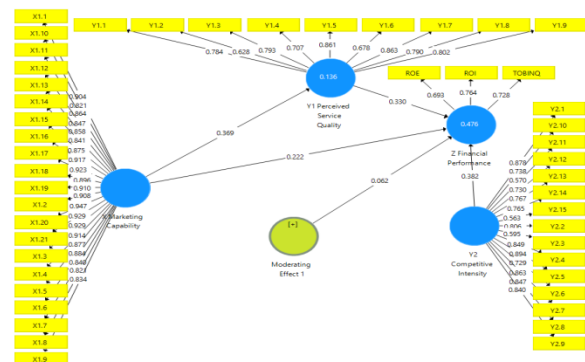 X1.1
X1.10
X1.11
X1.12
X1.13
X1.14
X1.15
X1.16
X1.17
X1.18
X1.19
X1.2
X1.20
X1.21
X1.3
X1.4
X1.5
X1.6
X1.7
X1.8
X1.9
0.904
0.821
0.864
0.847
0.858
0.841
0.875
0.917
0.923
0.896
0.910
0.908
0.947
0.929
0.929
0.914
0.873
0.884
0.840
0.834
Marketing
Capability
Y1.1 Y1.2 Y1.3 Y1.4 Y1.5 Y1.6 Y1.7 Y1.8 Y1.9
0.784 0.628 0.793 0.707 0.861 0.678 0.863 0.790 0.802
0.136
Y1 Perceived
Service
Quality
0.369
0.330
0.222
0.062
0.382
ROE ROI TOBINQ
0.693 0.764 0.728
0.476
Z Financial
Performance
[+]
Moderating
Effect 1
Y2
Competitive
Intensity
0.878
0.738
0.570
0.730
0.767
0.765
0.563
0.806
0.595
0.849
0.894
0.729
0.863
0.847
0.840
Y2.1
Y2.10
Y2.11
Y2.12
Y2.13
Y2.14
Y2.15
Y2.2
Y2.3
Y2.4
Y2.5
Y2.6
Y2.7
Y2.8
Y2.9